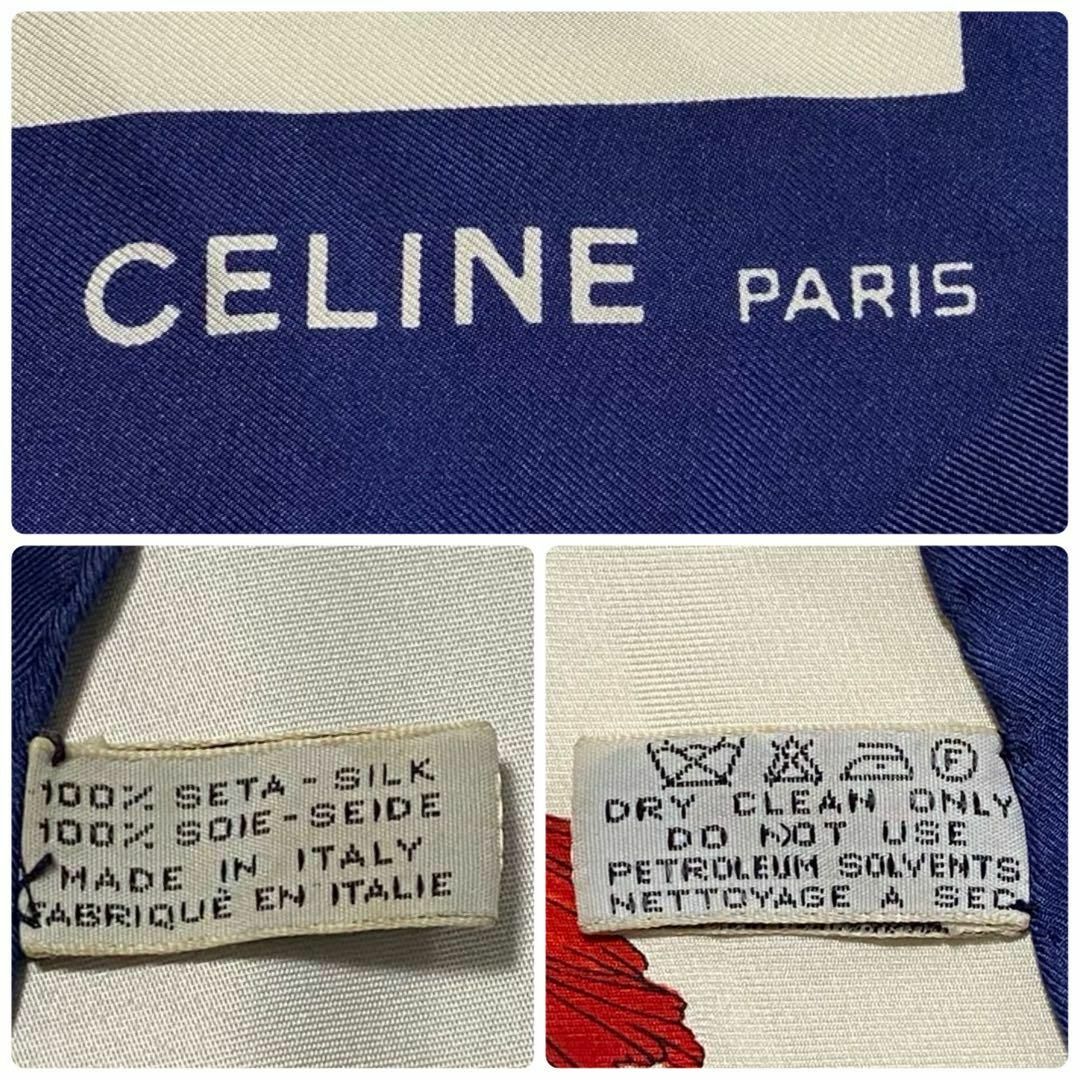 CELINE PARIS
100% SETA - SILK
100% SOIE - SEIDE
MADE IN ITALY
FABRIQUÉ EN ITALIE
F
DRY CLEAN ONLY
DO NOT USE
PETROLEUM SOLVENTS
NETTOYAGE A SEC